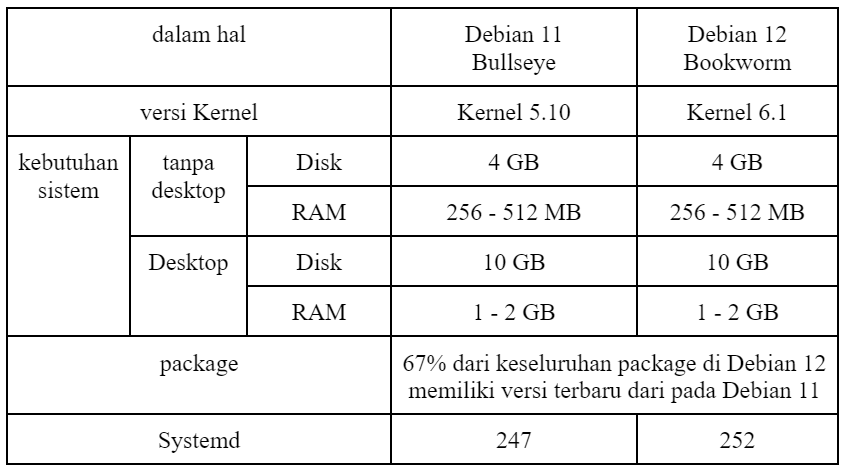 dalam hal
Debian 11
Bullseye
Debian 12
Bookworm
versi Kernel
Kernel 5.10
Kernel 6.1
kebutuhan
sistem
tanpa
desktop
Disk
4 GB
4 GB
RAM
256 - 512 MB
256 - 512 MB
Desktop
Disk
10 GB
10 GB
RAM
1 - 2 GB
1 - 2 GB
package
67% dari keseluruhan package di Debian 12
memiliki versi terbaru dari pada Debian 11
Systemd
247
252